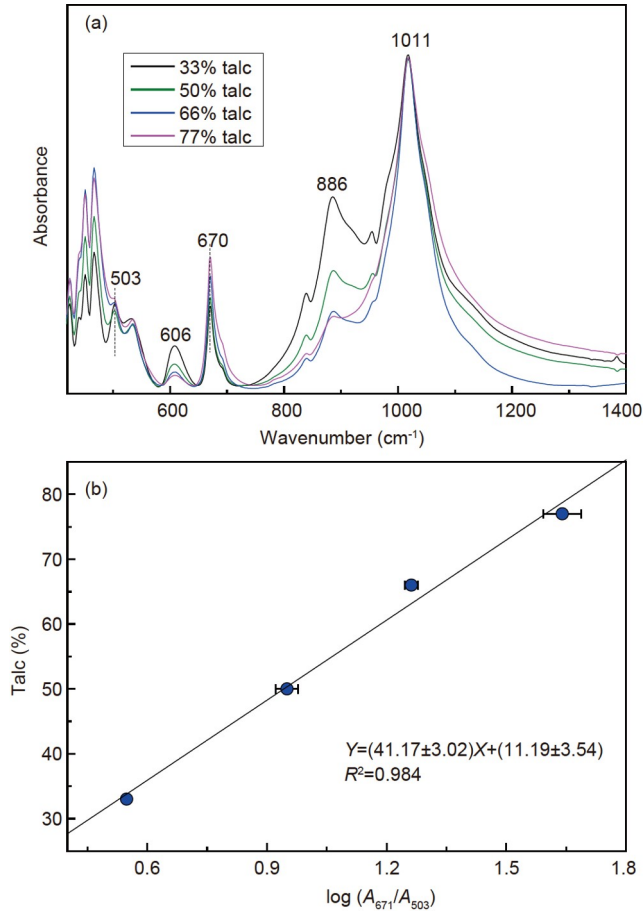 (a)
1011
33% talc
50% talc
66% talc
77% talc
886
670
503
606
Absorbance
600 800 1000 1200 1400
Wavenumber (cm⁻¹)
(b)
80
70
60
50
40
30
Talc (%)
Y=(41.17±3.02)X+(11.19±3.54)
R²=0.984
0.6 0.9 1.2 1.5 1.8
log (A₆₇₁/A₅₀₃)